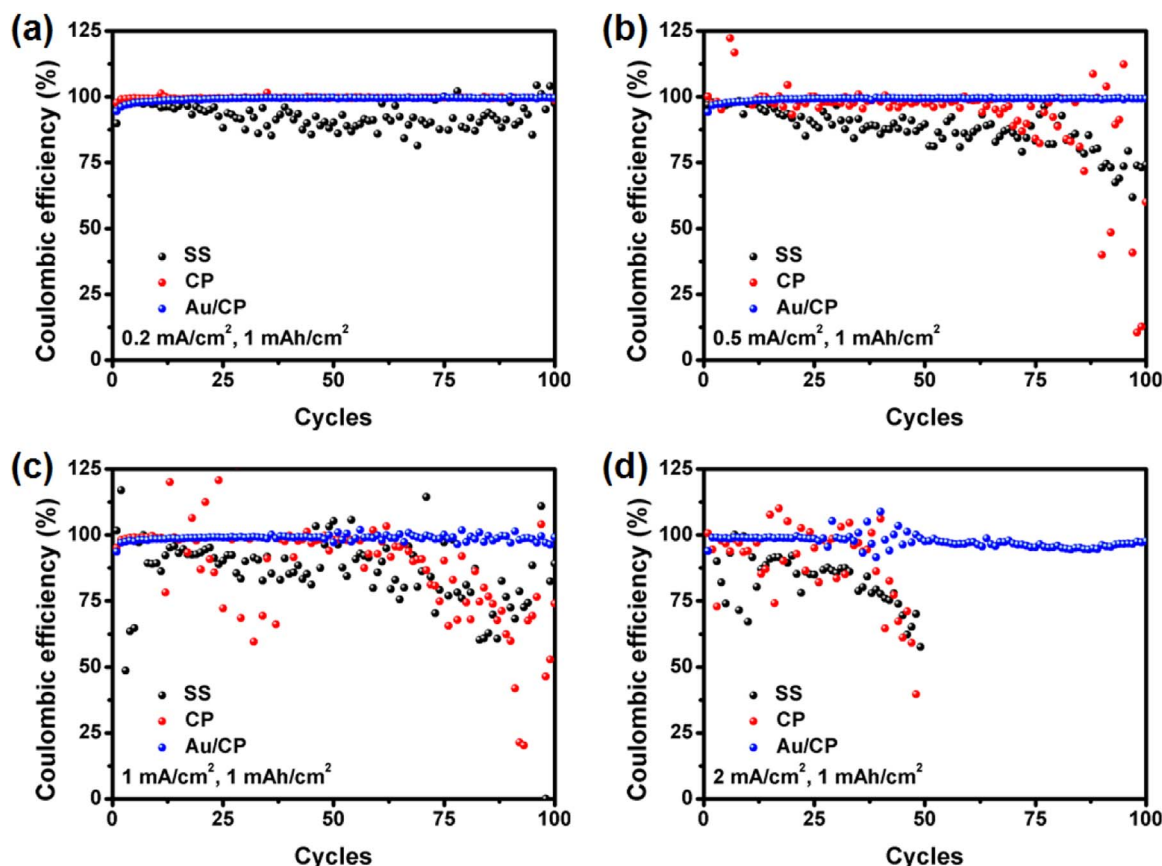 (a)
125
100
75
50
25
0
Coulombic efficiency (%)
SS
CP
Au/CP
0.2 mA/cm², 1 mAh/cm²
0 25 50 75 100
Cycles
(b)
125
100
75
50
25
0
Coulombic efficiency (%)
SS
CP
Au/CP
0.5 mA/cm², 1 mAh/cm²
0 25 50 75 100
Cycles
(c)
125
100
75
50
25
0
Coulombic efficiency (%)
SS
CP
Au/CP
1 mA/cm², 1 mAh/cm²
0 25 50 75 100
Cycles
(d)
125
100
75
50
25
0
Coulombic efficiency (%)
SS
CP
Au/CP
2 mA/cm², 1 mAh/cm²
0 25 50 75 100
Cycles